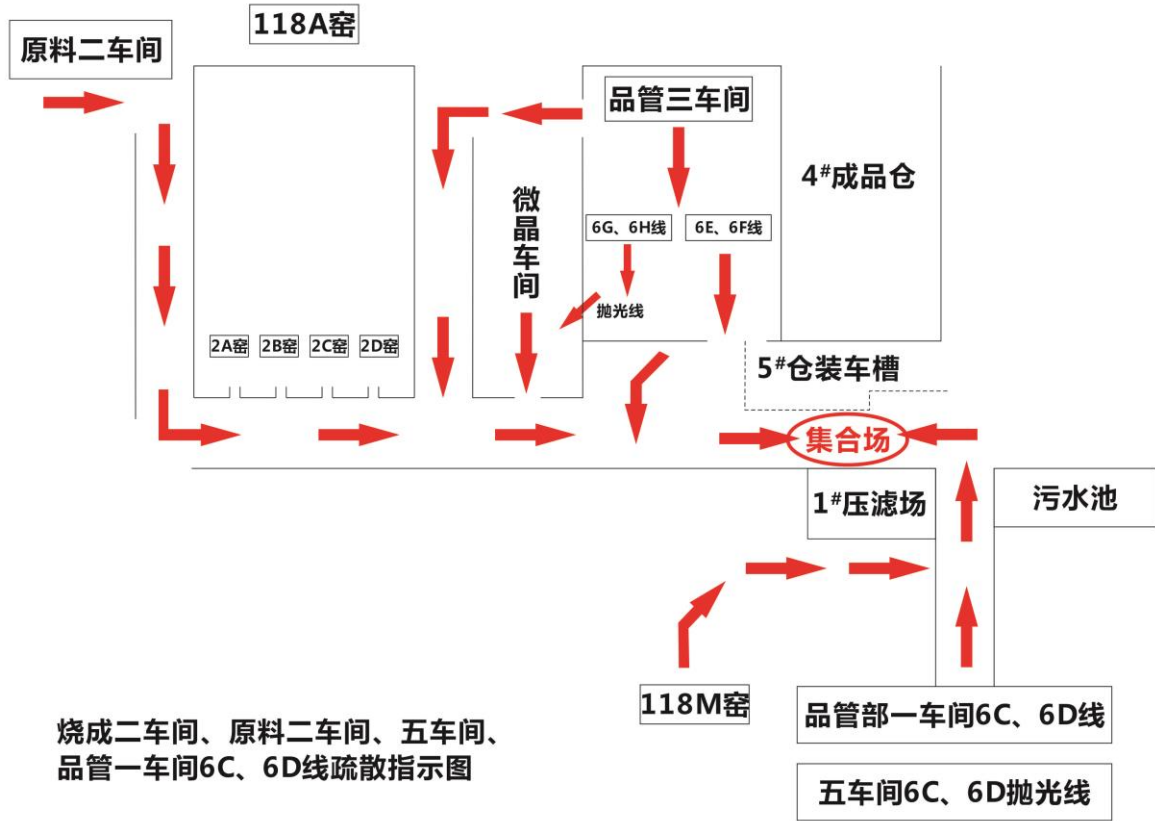 118A窑
原料二车间
品管三车间
4#成品仓
微晶车间
6G、6H线
6E、6F线
抛光线
2A窑
2B窑
2C窑
2D窑
5#仓装车槽
集合场
1#压滤场
污水池
118M窑
品管部一车间6C、6D线
五车间6C、6D抛光线
烧成二车间、原料二车间、五车间、
品管一车间6C、6D线疏散指示图